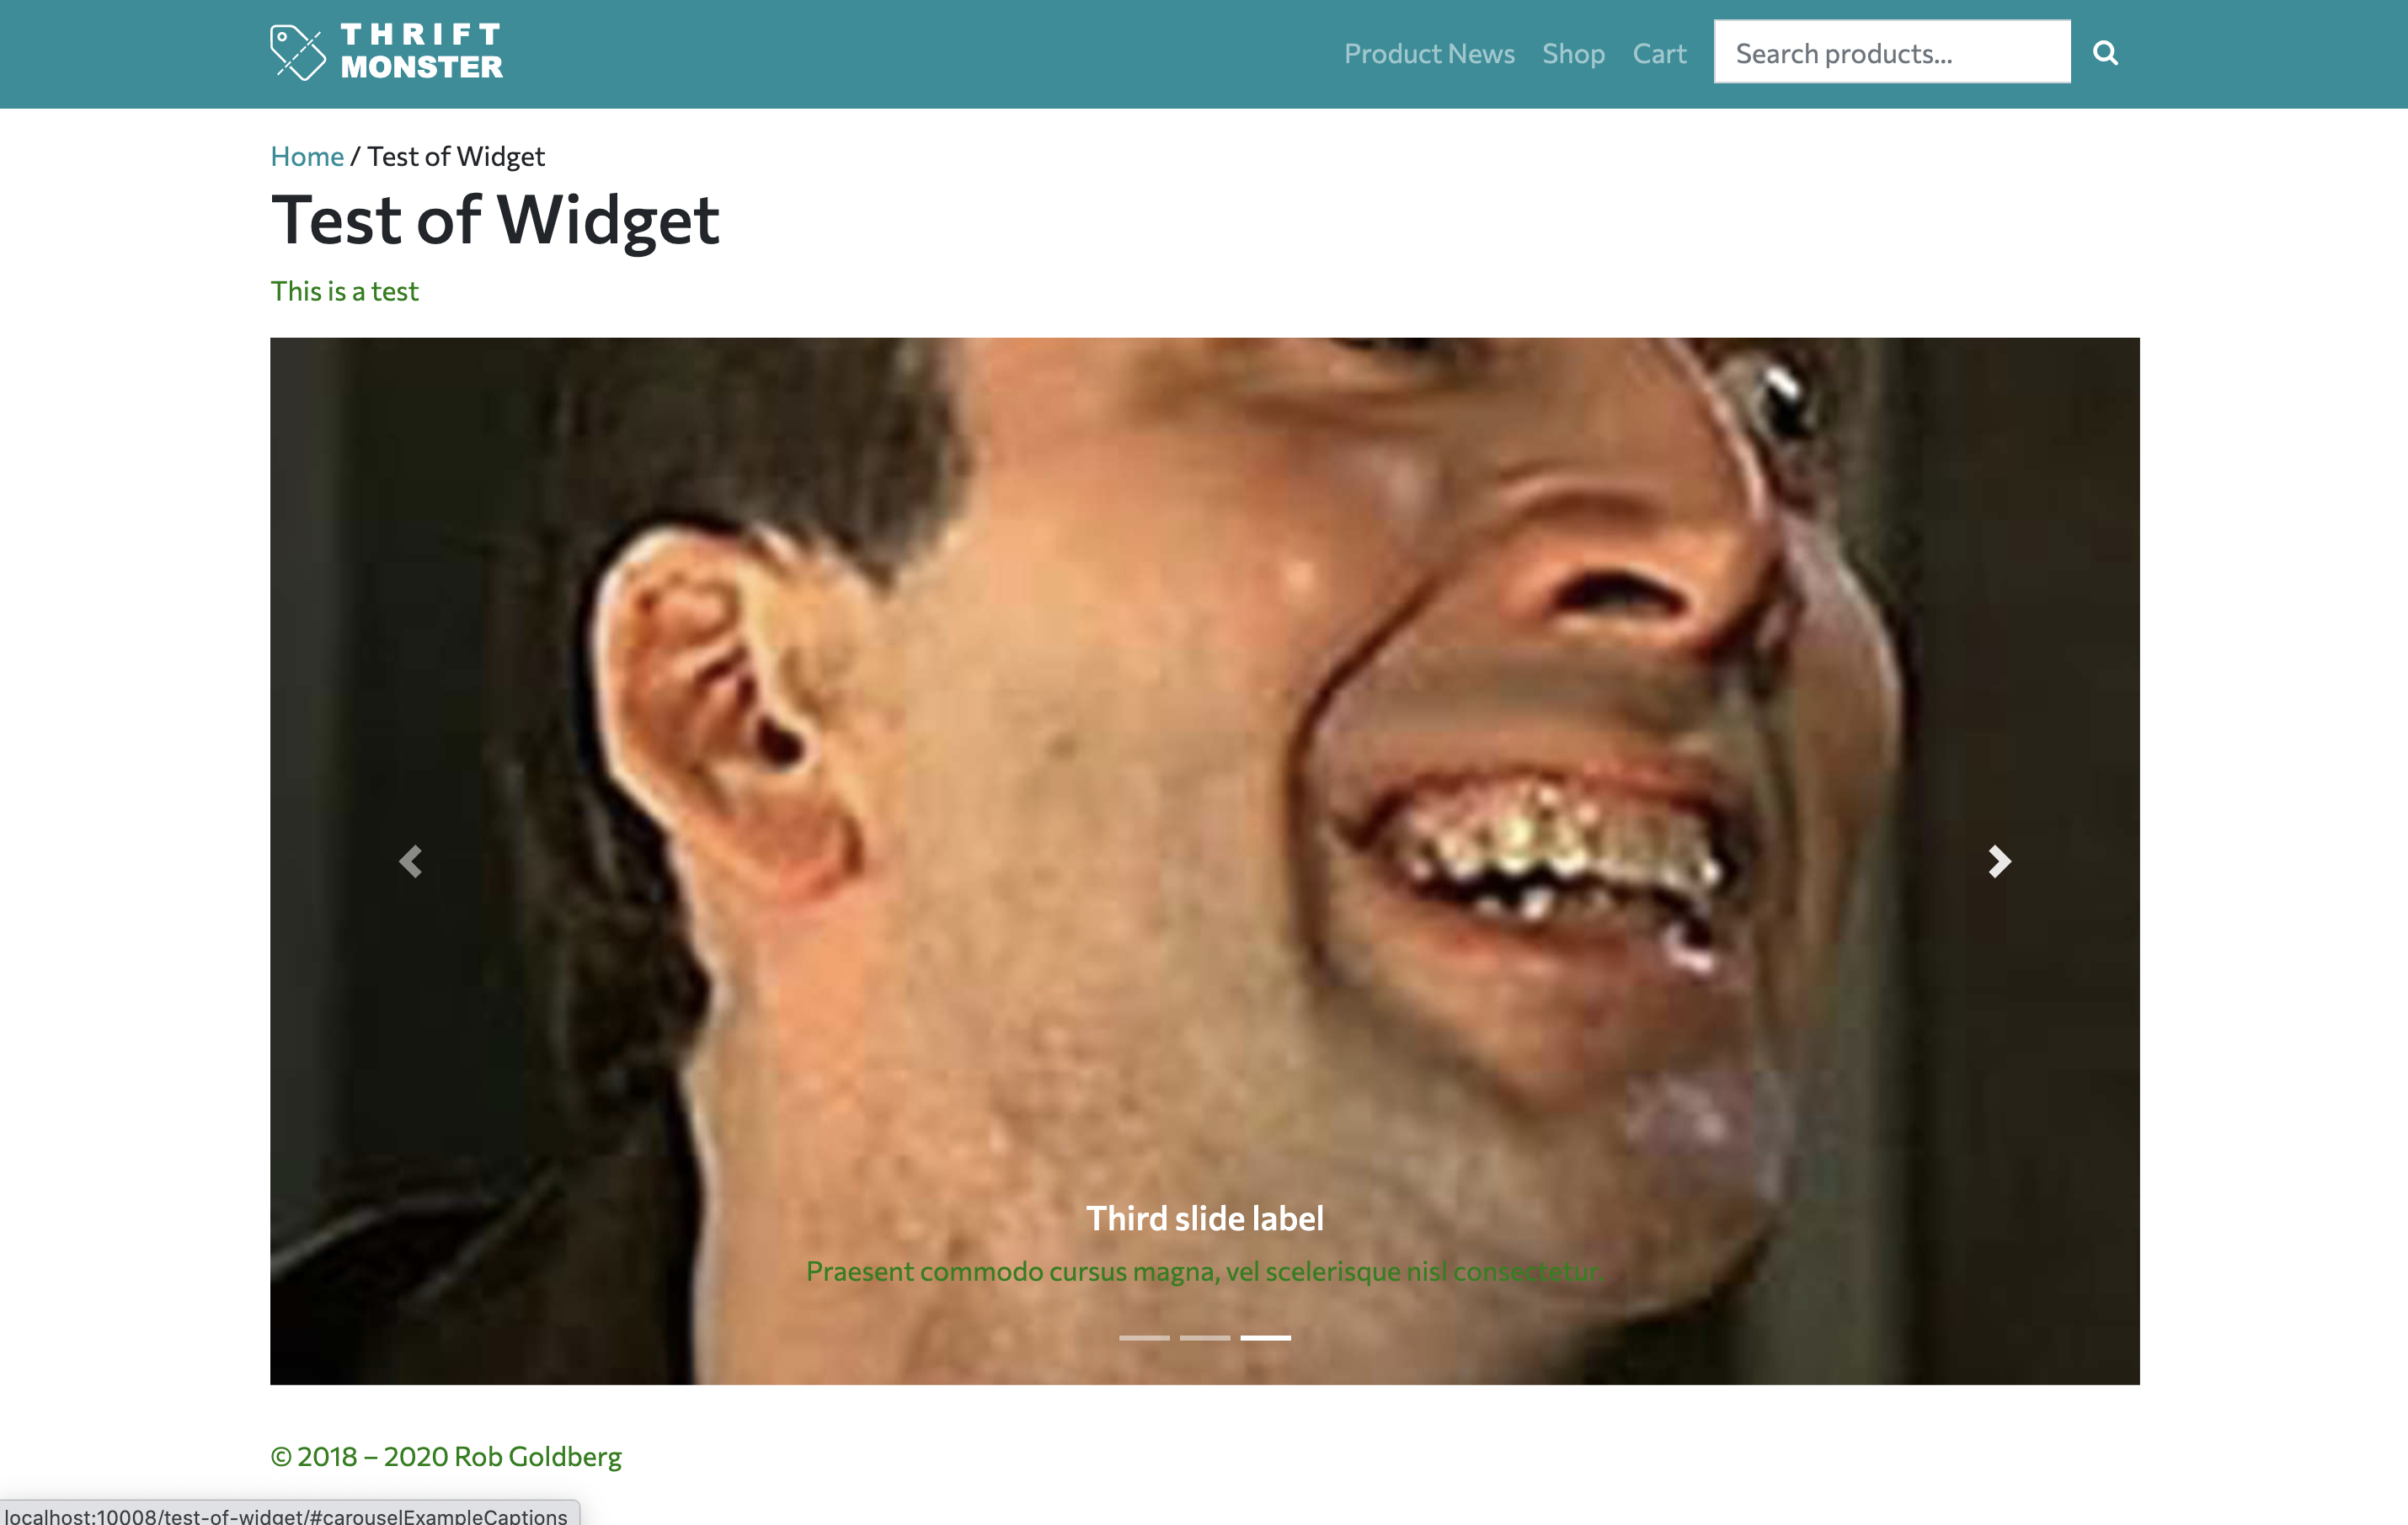 THRIFT
MONSTER
Product News Shop Cart Search products...
Home / Test of Widget
Test of Widget
This is a test
Third slide label
Praesent commodo cursus magna, vel scelerisque nisl consectetur.
© 2018 – 2020 Rob Goldberg
localhost:10008/test-of-widget/#carouselExampleCaptions